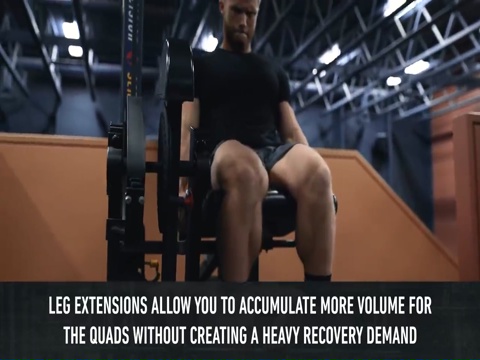 LEG EXTENSIONS ALLOW YOU TO ACCUMULATE MORE VOLUME FOR
THE QUADS WITHOUT CREATING A HEAVY RECOVERY DEMAND